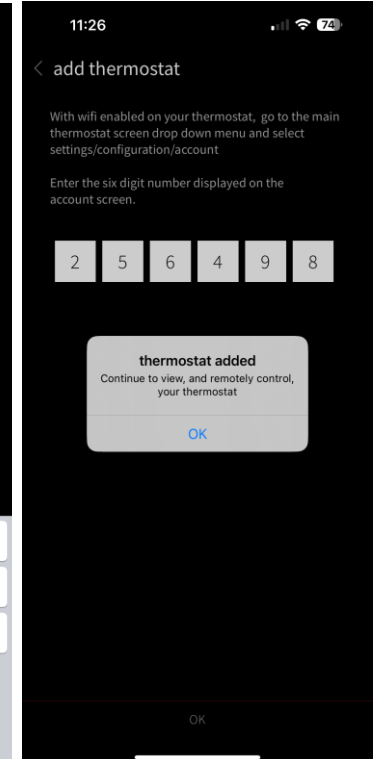 11:26
74
< add thermostat
With wifi enabled on your thermostat, go to the main
thermostat screen drop down menu and select
settings/configuration/account
Enter the six digit number displayed on the
account screen.
2 5 6 4 9 8
thermostat added
Continue to view, and remotely control,
your thermostat
OK
OK